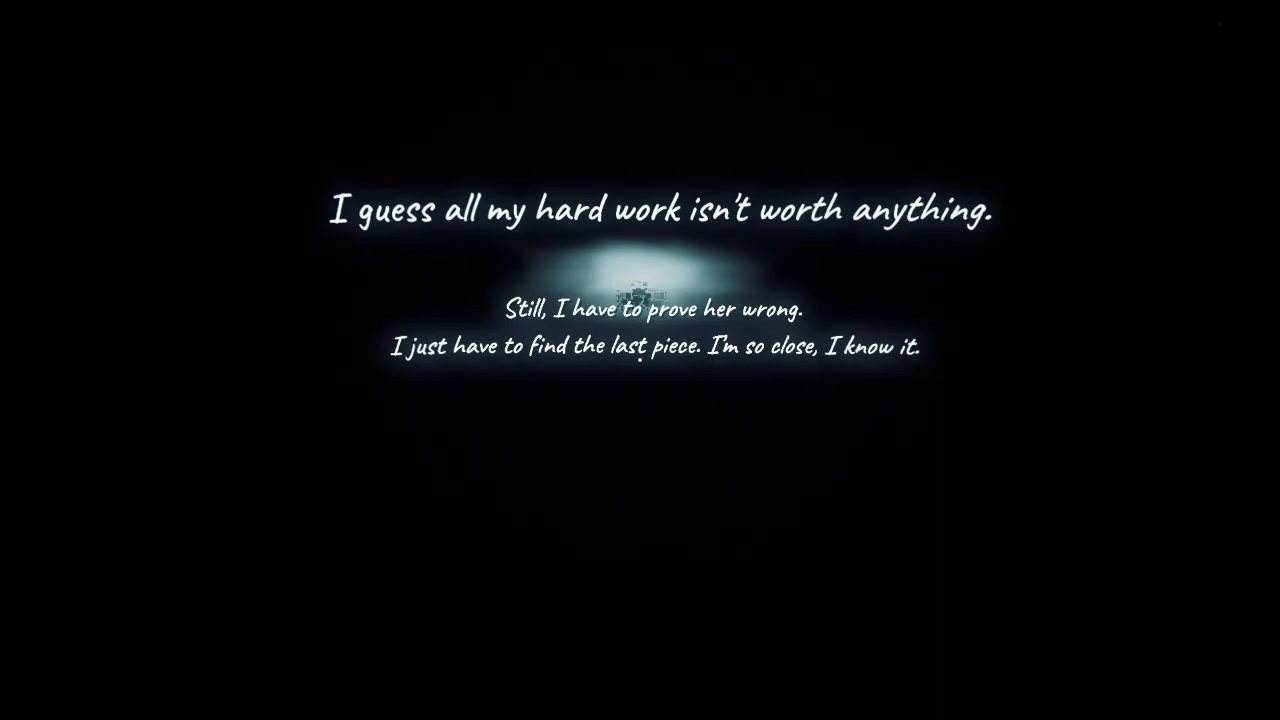 I guess all my hard work isn't worth anything.
Still, I have to prove her wrong.
I just have to find the last piece. I'm so close, I know it.